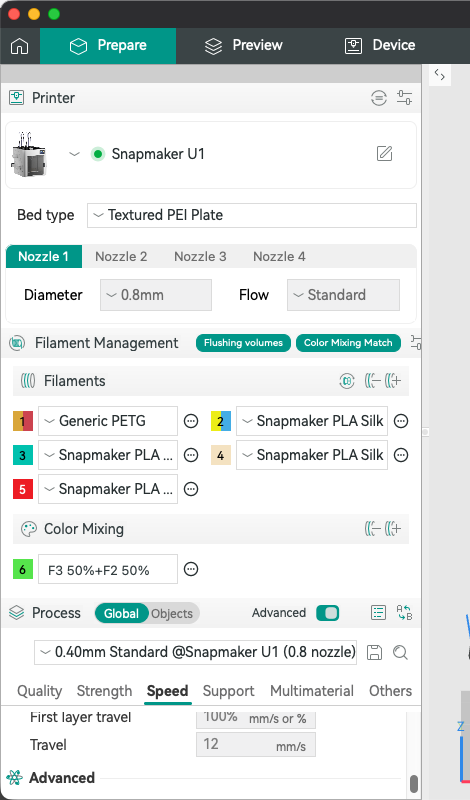 Prepare
Preview
Device
Printer
Snapmaker U1
Bed type
Textured PEI Plate
Nozzle 1
Nozzle 2
Nozzle 3
Nozzle 4
Diameter
0.8mm
Flow
Standard
Filament Management
Flushing volumes
Color Mixing Match
Filaments
1
Generic PETG
2
Snapmaker PLA Silk
3
Snapmaker PLA ...
4
Snapmaker PLA Silk
5
Snapmaker PLA ...
Color Mixing
6
F3 50%+F2 50%
Process
Global
Objects
Advanced
A
B
0.40mm Standard @Snapmaker U1 (0.8 nozzle)
Quality
Strength
Speed
Support
Multimaterial
Others
First layer travel
100%
mm/s or %
Travel
12
mm/s
Advanced
Z